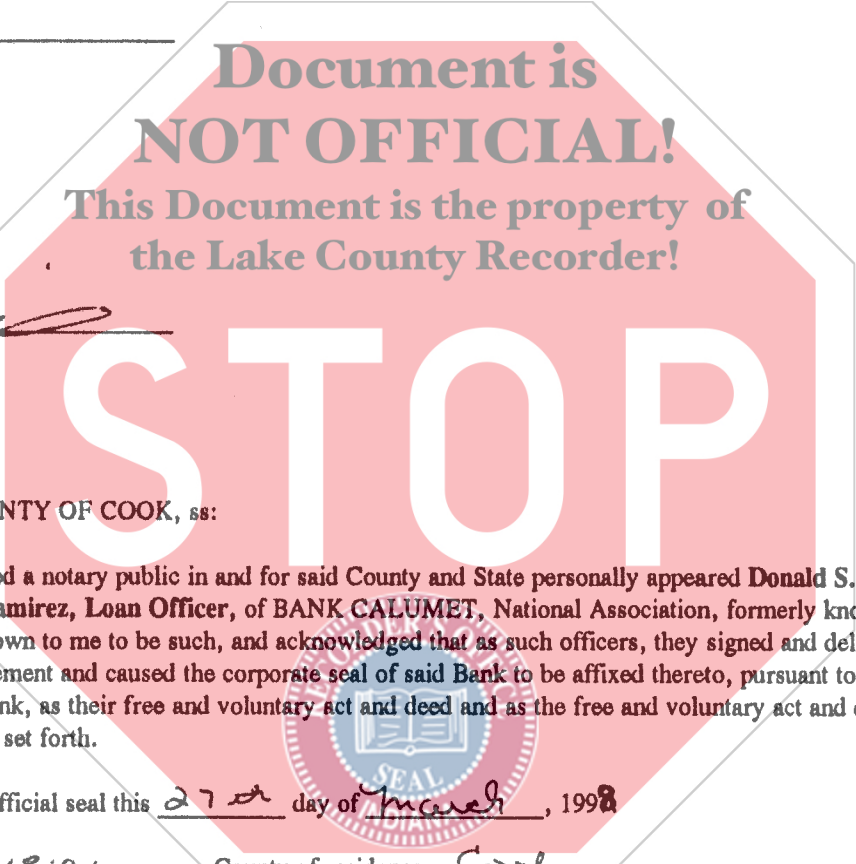 Document is
NOT OFFICIAL!
This Document is the property of
the Lake County Recorder!
STOP
NTY OF COOK, ss:
d a notary public in and for said County and State personally appeared Donald S.
amirez, Loan Officer, of BANK CALUMET, National Association, formerly kno
own to me to be such, and acknowledged that as such officers, they signed and del
ement and caused the corporate seal of said Bank to be affixed thereto, pursuant to
nk, as their free and voluntary act and deed and as the free and voluntary act and
set forth.
SEAL
INDIANA
fficial seal this 27th day of March, 1998